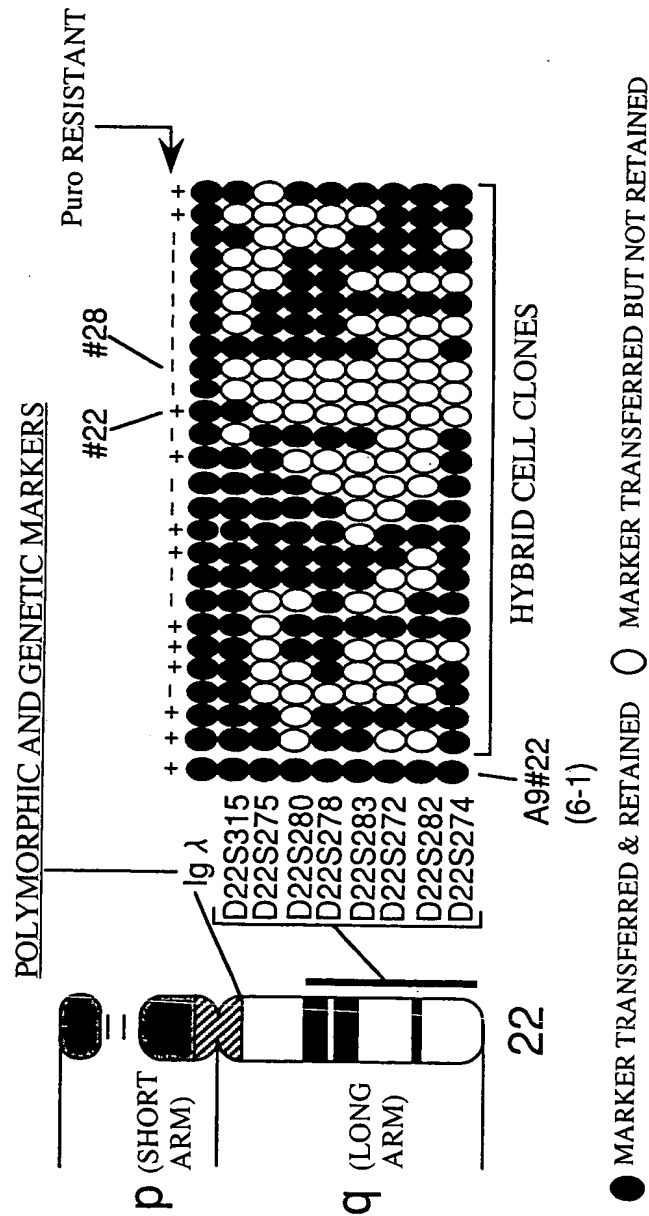 POLYMORPHIC AND GENETIC MARKERS
Puro RESISTANT
#22
#28
+ + + - + + + - - + + - - + - + - - - - - - - - + +
Ig λ
D22S315
D22S275
D22S280
D22S278
D22S283
D22S272
D22S282
D22S274
p (SHORT
ARM)
q (LONG
ARM)
22
A9#22
(6-1)
HYBRID CELL CLONES
MARKER TRANSFERRED & RETAINED
MARKER TRANSFERRED BUT NOT RETAINED